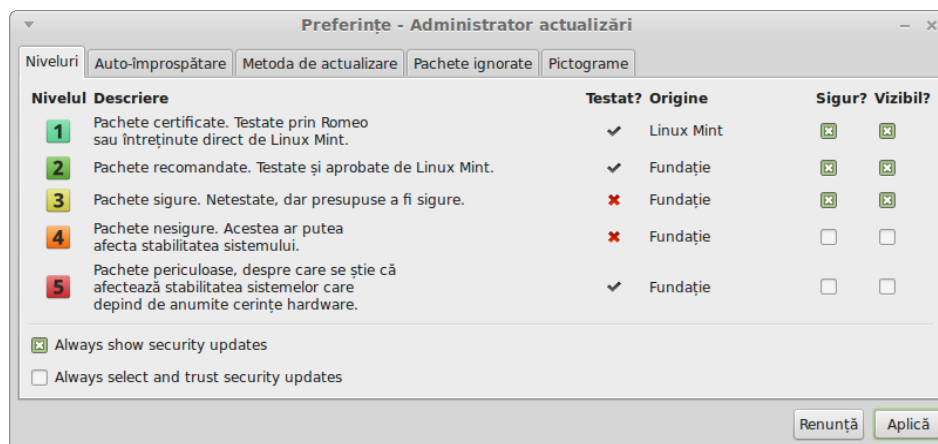 Preferințe - Administrator actualizări
Niveluri Auto-împrospătare Metoda de actualizare Pachete ignorate Pictograme
Nivelul Descriere Testat? Origine Sigur? Vizibil?
1 Pachete certificate. Testate prin Romeo
sau întreținute direct de Linux Mint. Linux Mint
2 Pachete recomandate. Testate și aprobate de Linux Mint. Fundație
3 Pachete sigure. Netestate, dar presupuse a fi sigure. Fundație
4 Pachete nesigure. Acestea ar putea
afecta stabilitatea sistemului. Fundație
Pachete periculoase, despre care se știe că
5 afectează stabilitatea sistemelor care Fundație
depind de anumite cerințe hardware.
Always show security updates
Always select and trust security updates
Renunță Aplică